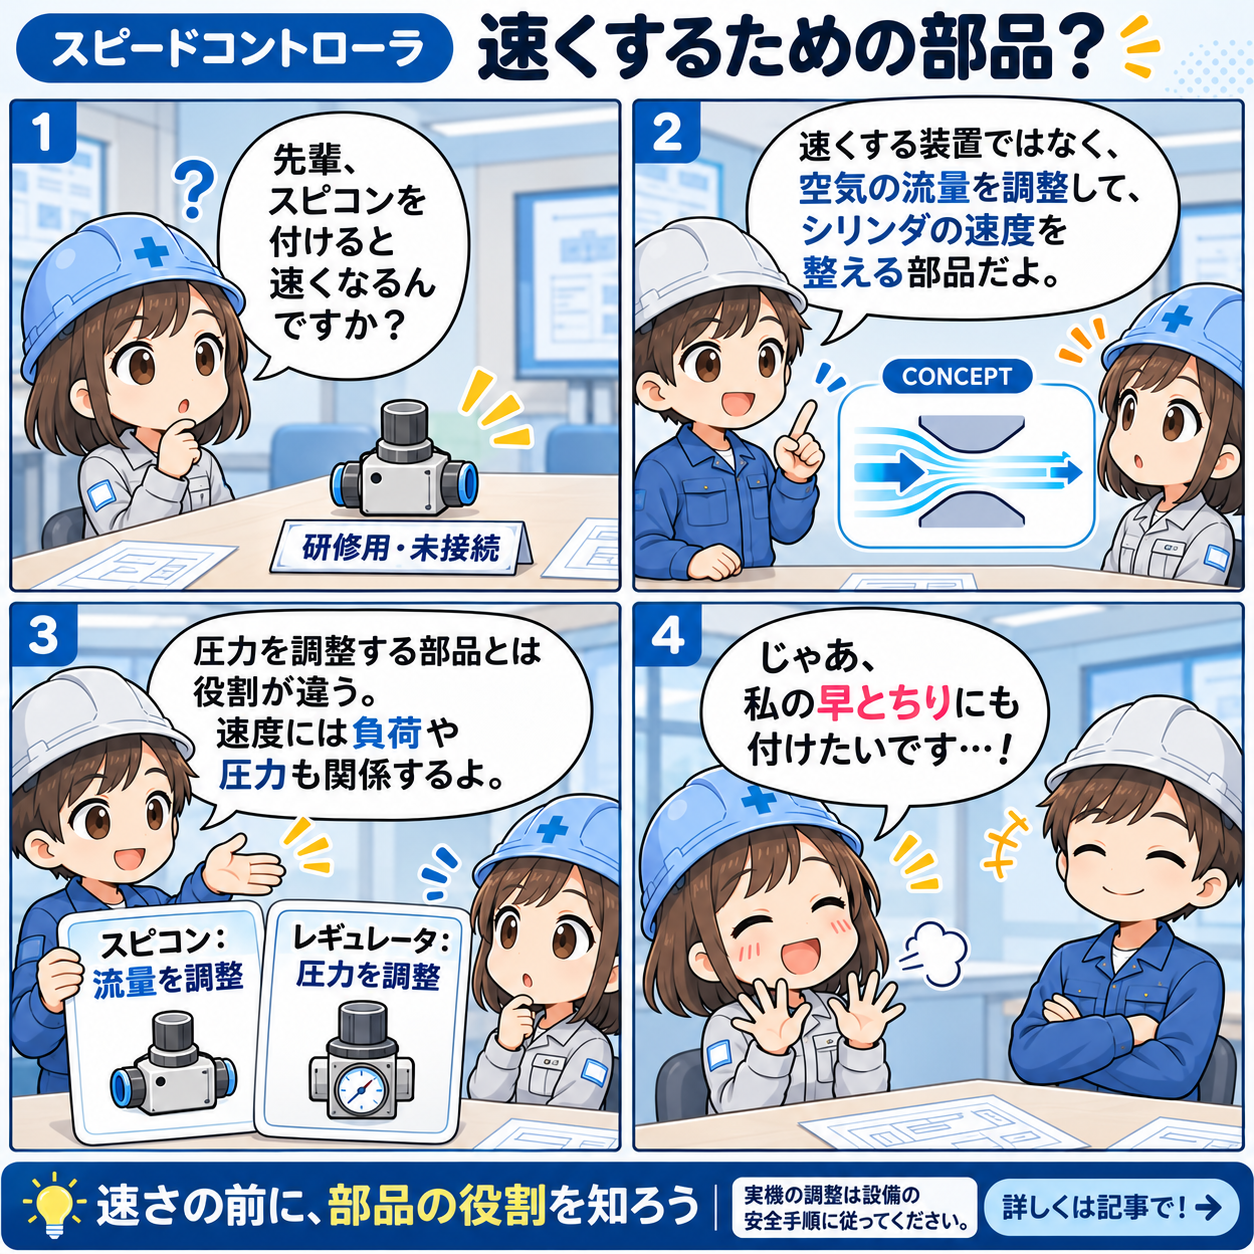 スピードコントローラ
速くするための部品?
1
?
先輩、
スピコンを
付けると
速くなるん
ですか?
研修用・未接続
2
速くする装置ではなく、
空気の流量を調整して、
シリンダの速度を
整える部品だよ。
CONCEPT
3
圧力を調整する部品とは
役割が違う。
速度には負荷や
圧力も関係するよ。
スピコン:
流量を調整
レギュレータ:
圧力を調整
4
じゃあ、
私の早とちりにも
付けたいです…!
速さの前に、部品の役割を知ろう
実機の調整は設備の
安全手順に従ってください。
詳しくは記事で!→